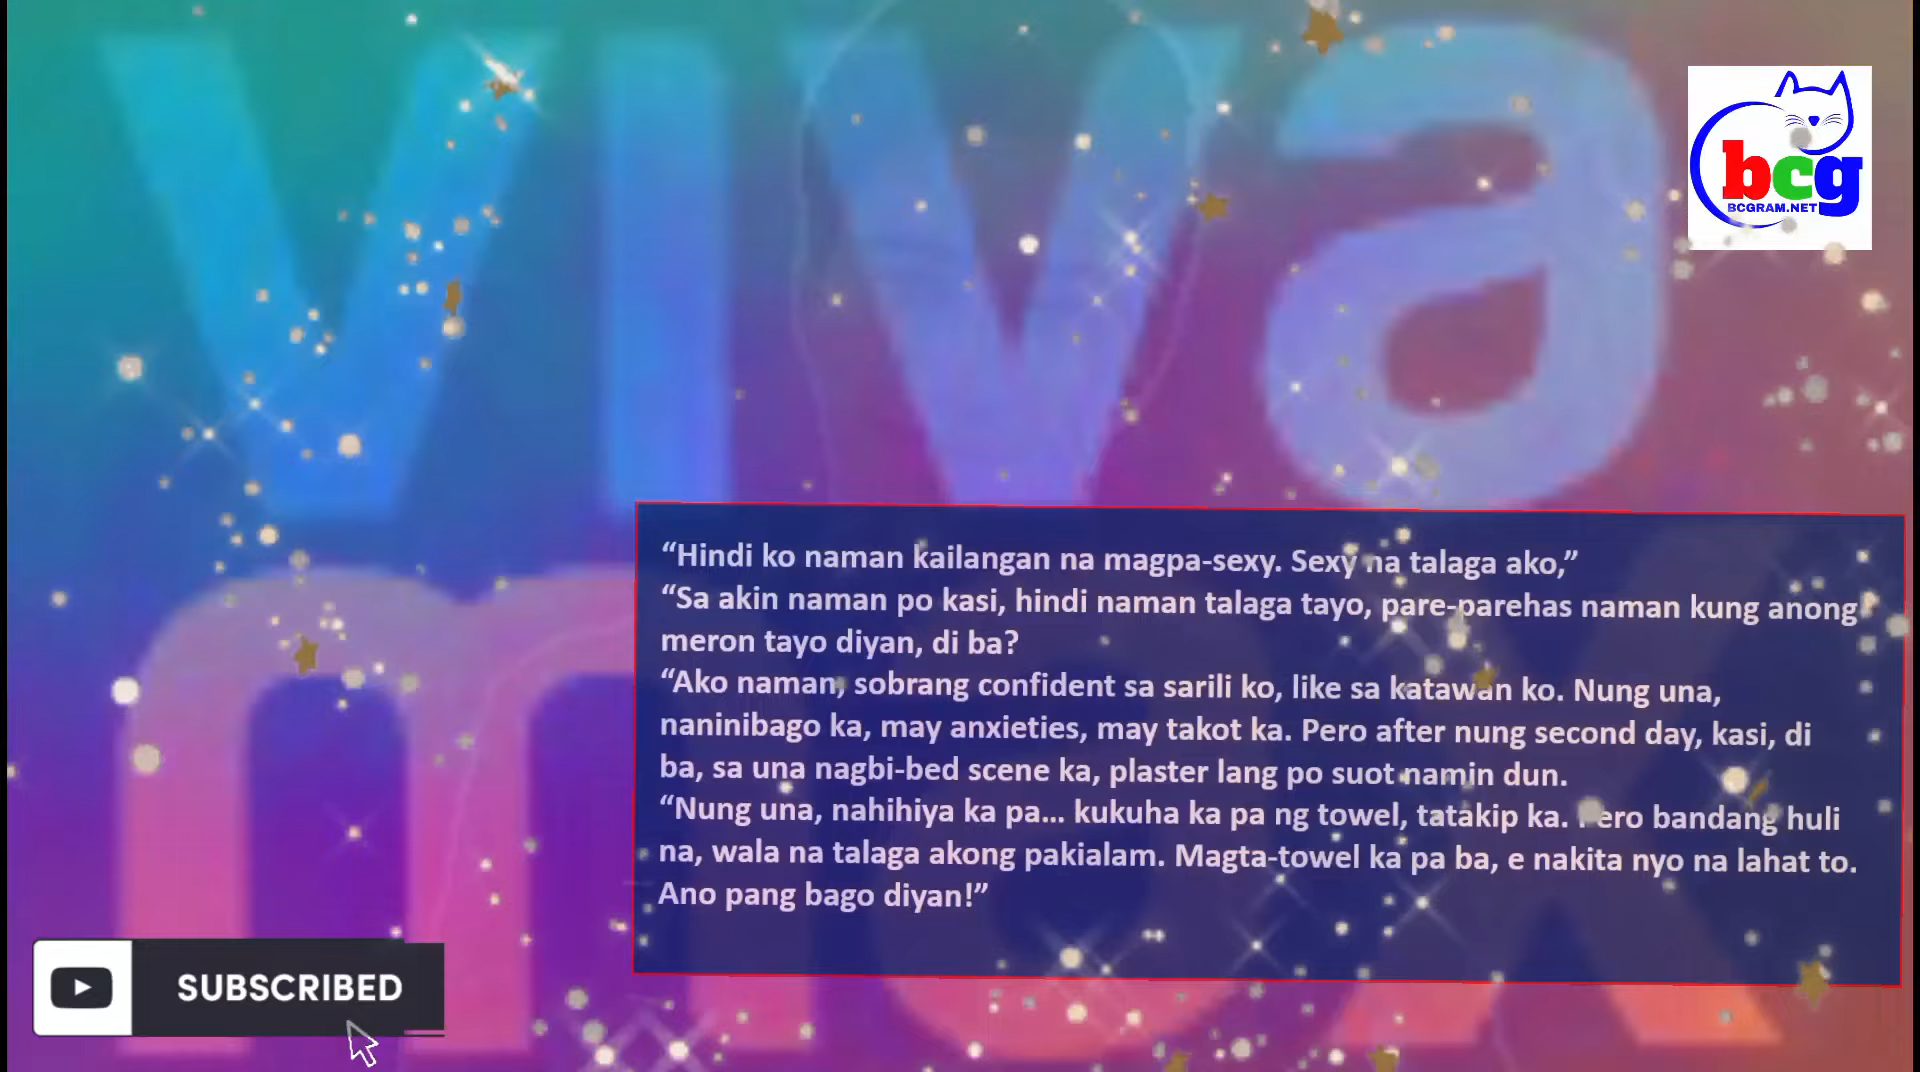 viva
max
bcg
BCGRAM.NET
“Hindi ko naman kailangan na magpa-sexy. Sexy na talaga ako,”
“Sa akin naman po kasi, hindi naman talaga tayo, pare-parehas naman kung anong
meron tayo diyan, di ba?
“Ako naman, sobrang confident sa sarili ko, like sa katawan ko. Nung una,
naninibago ka, may anxieties, may takot ka. Pero after nung second day, kasi, di
ba, sa una nagbi-bed scene ka, plaster lang po suot namin dun.
“Nung una, nahihiya ka pa... kukuha ka pa ng towel, tatakip ka. Pero bandang huli
na, wala na talaga akong pakialam. Magta-towel ka pa ba, e nakita nyo na lahat to.
Ano pang bago diyan!”
SUBSCRIBED